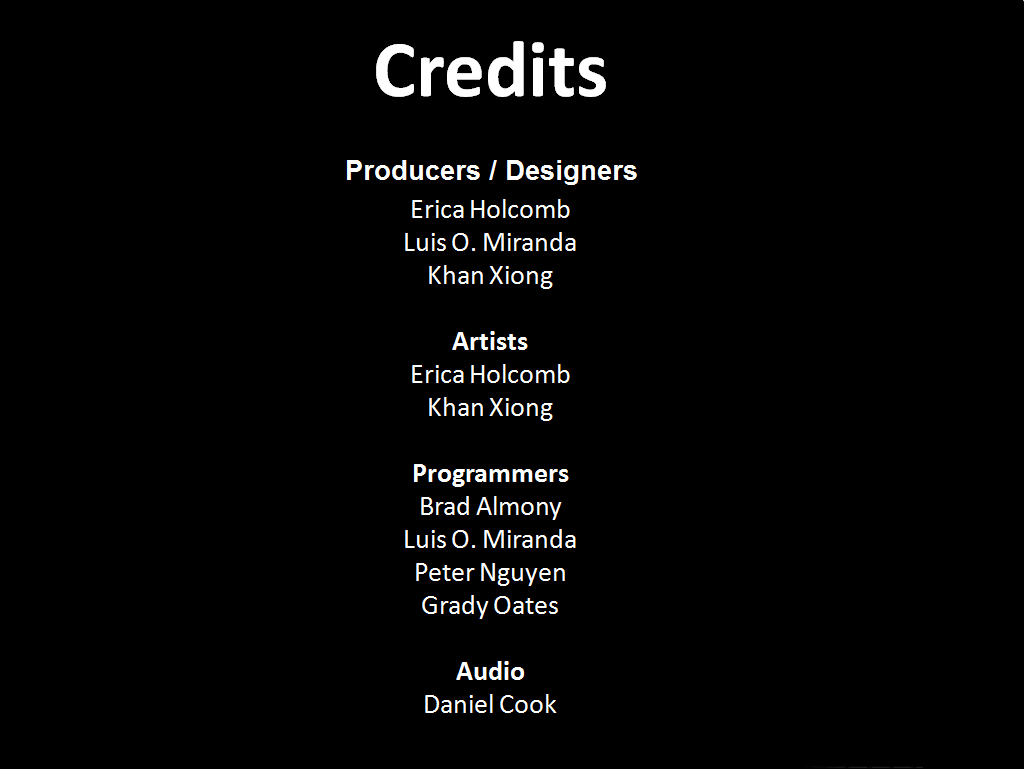 Credits
Producers / Designers
Erica Holcomb
Luis O. Miranda
Khan Xiong
Artists
Erica Holcomb
Khan Xiong
Programmers
Brad Almony
Luis O. Miranda
Peter Nguyen
Grady Oates
Audio
Daniel Cook